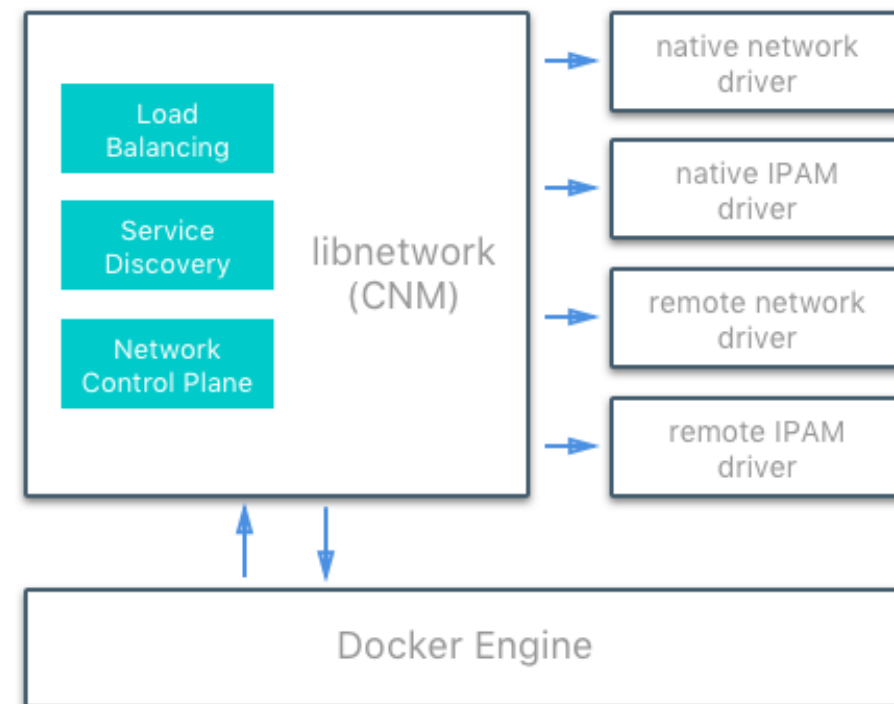 Load
Balancing
Service
Discovery
Network
Control Plane
libnetwork
(CNM)
native network
driver
native IPAM
driver
remote network
driver
remote IPAM
driver
Docker Engine